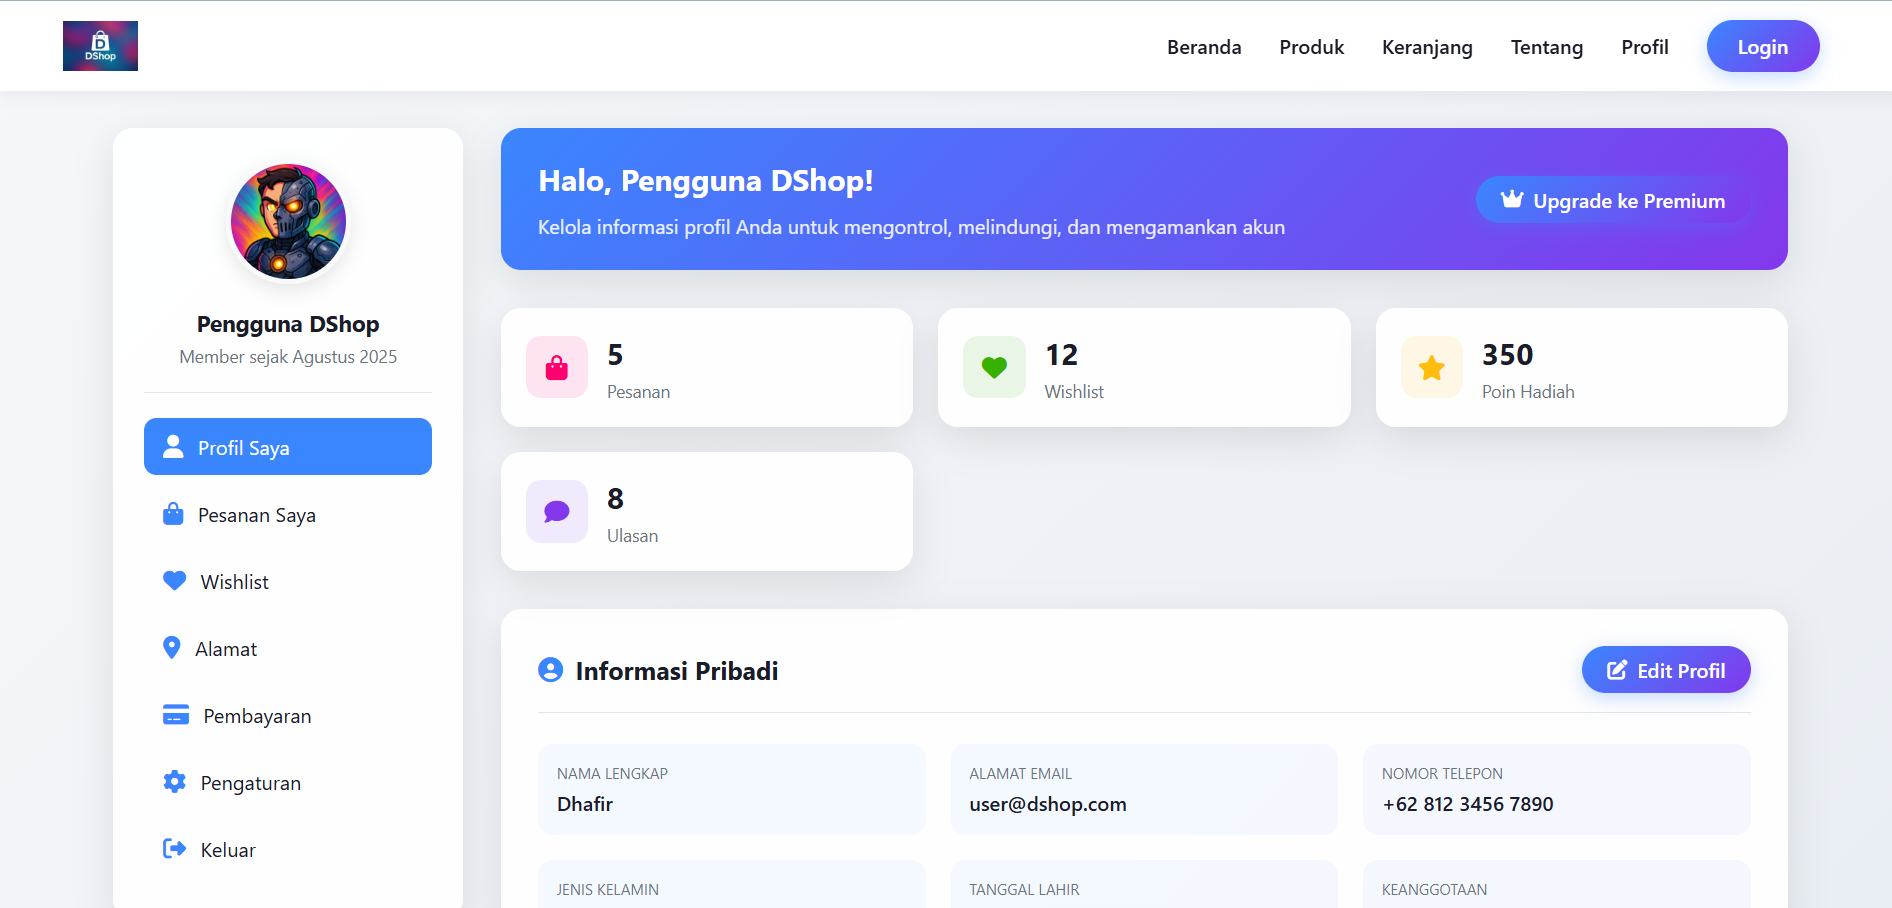 D
DShop
Beranda
Produk
Keranjang
Tentang
Profil
Login
Pengguna DShop
Member sejak Agustus 2025
Profil Saya
Pesanan Saya
Wishlist
Alamat
Pembayaran
Pengaturan
Keluar
Halo, Pengguna DShop!
Kelola informasi profil Anda untuk mengontrol, melindungi, dan mengamankan akun
Upgrade ke Premium
5
Pesanan
12
Wishlist
350
Poin Hadiah
8
Ulasan
Informasi Pribadi
Edit Profil
NAMA LENGKAP
Dhafir
ALAMAT EMAIL
user@dshop.com
NOMOR TELEPON
+62 812 3456 7890
JENIS KELAMIN
TANGGAL LAHIR
KEANGGOTAAN